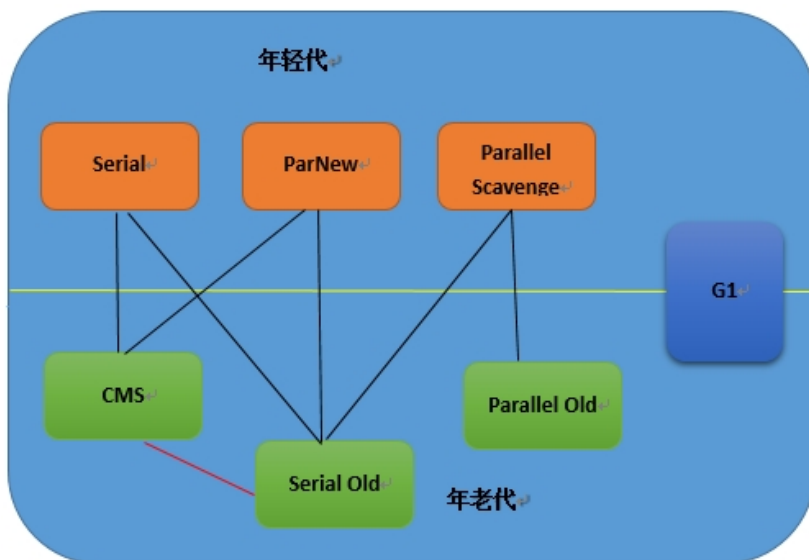 年轻代
Serial
ParNew
Parallel
Scavenge
G1
CMS
Parallel Old
Serial Old
年老代